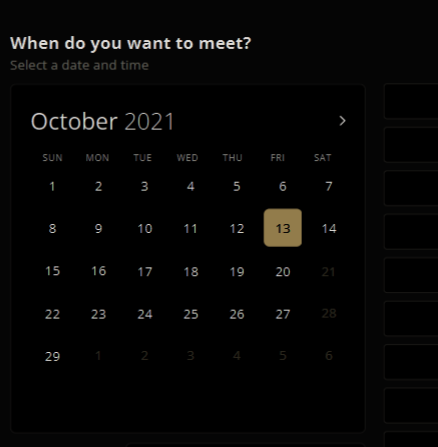 When do you want to meet?
Select a date and time
October 2021
SUN MON TUE WED THU FRI SAT
1 2 3 4 5 6 7
8 9 10 11 12 13 14
15 16 17 18 19 20 21
22 23 24 25 26 27 28
29 1 2 3 4 5 6